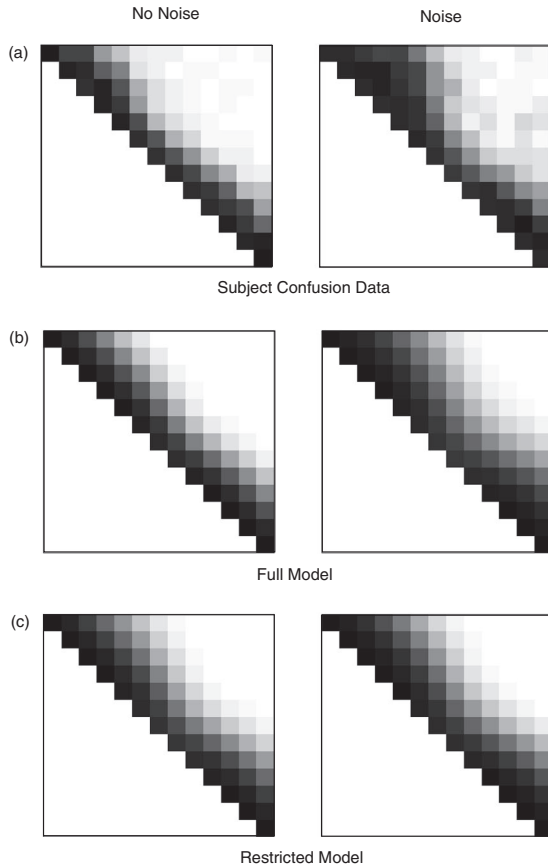 No Noise
Noise
(a)
Subject Confusion Data
(b)
Full Model
(c)
Restricted Model